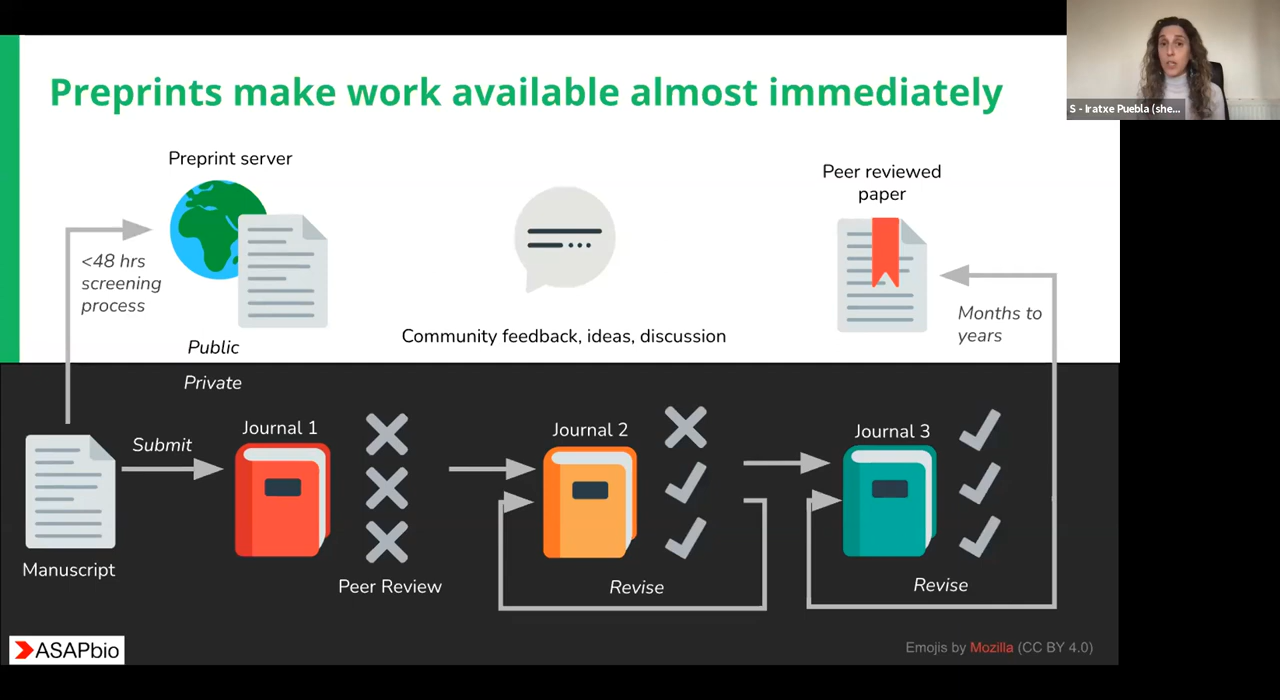 Preprints make work available almost immediately
S - Iratxe Puebla (she...
Preprint server
Peer reviewed
paper
<48 hrs
screening
process
Months to
years
Community feedback, ideas, discussion
Public
Private
Submit
Journal 1
Journal 2
Journal 3
Manuscript
Peer Review
Revise
Revise
ASAPbio
Emojis by Mozilla (CC BY 4.0)